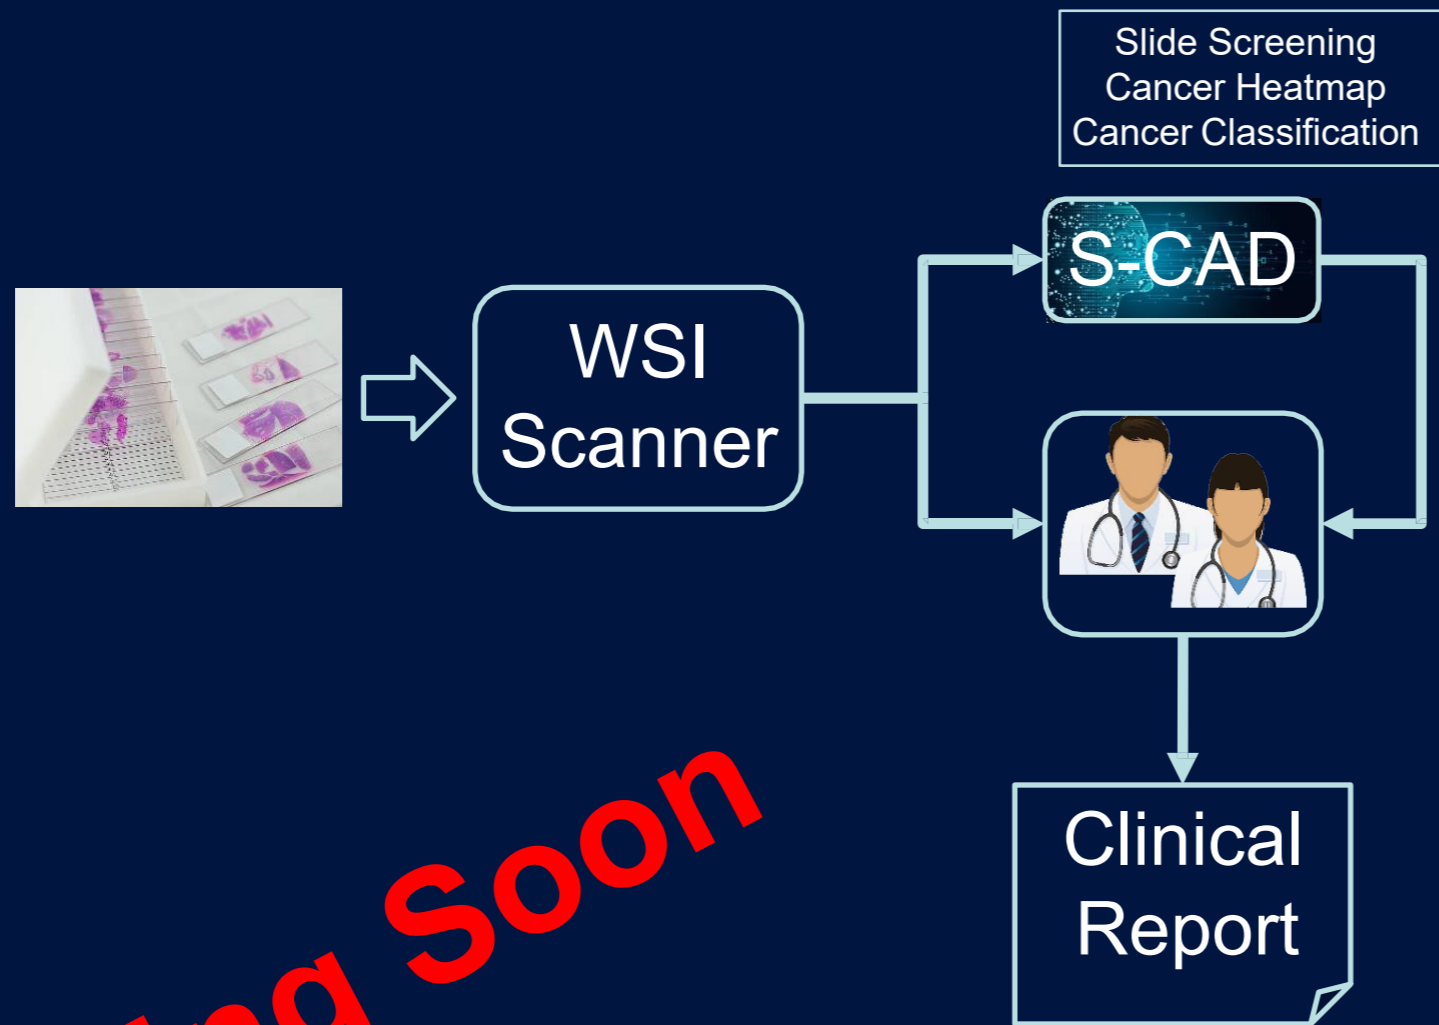 Slide Screening
Cancer Heatmap
Cancer Classification
S-CAD
WSI
Scanner
Clinical
Report
Soon